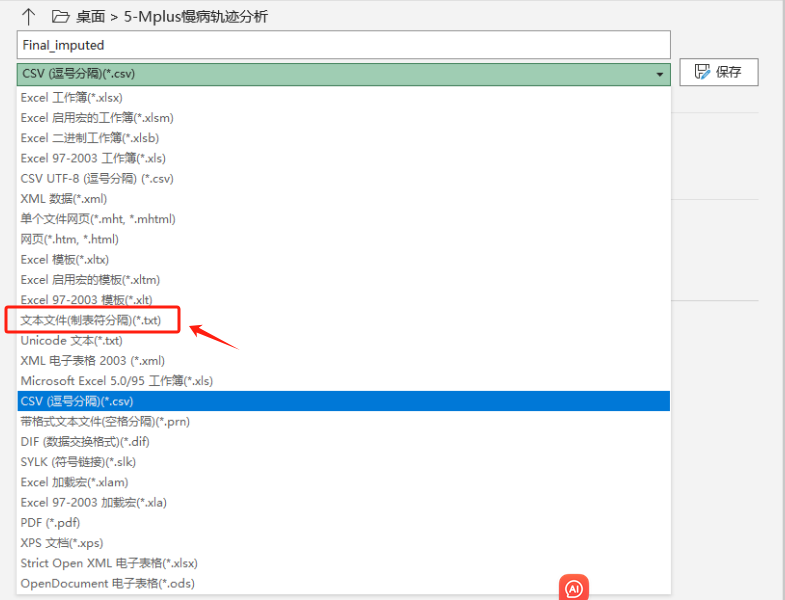 桌面 > 5-Mplus慢病轨迹分析
Final_imputed
CSV (逗号分隔)(*.csv)
保存
Excel 工作簿(*.xlsx)
Excel 启用宏的工作簿(*.xlsm)
Excel 二进制工作簿(*.xlsb)
Excel 97-2003 工作簿(*.xls)
CSV UTF-8 (逗号分隔) (*.csv)
XML 数据(*.xml)
单个文件网页(*.mht, *.mhtml)
网页(*.htm, *.html)
Excel 模板(*.xltx)
Excel 启用宏的模板(*.xltm)
Excel 97-2003 模板(*.xlt)
文本文件(制表符分隔)(*.txt)
Unicode 文本(*.txt)
XML 电子表格 2003 (*.xml)
Microsoft Excel 5.0/95 工作簿(*.xls)
CSV (逗号分隔)(*.csv)
带格式文本文件(空格分隔)(*.prn)
DIF (数据交换格式)(*.dif)
SYLK (符号链接)(*.slk)
Excel 加载宏(*.xlam)
Excel 97-2003 加载宏(*.xla)
PDF (*.pdf)
XPS 文档(*.xps)
Strict Open XML 电子表格(*.xlsx)
OpenDocument 电子表格(*.ods)
AI